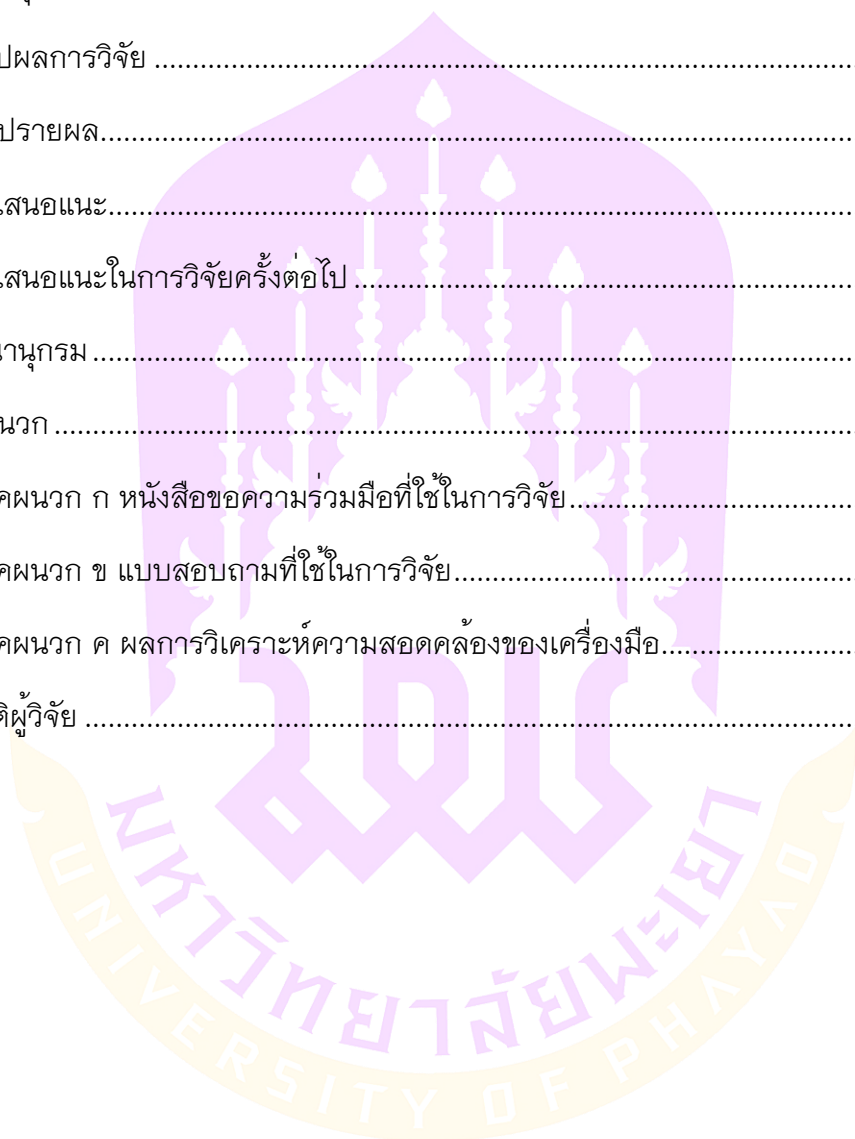 ปผลการวิจัย ...............................................................................................
ปรายผล......................................................................................................
เสนอแนะ.....................................................................................................
เสนอแนะในการวิจัยครั้งต่อไป ....................................................................
านุกรม ........................................................................................................
นวก .............................................................................................................
คผนวก ก หนังสือขอความร่วมมือที่ใช้ในการวิจัย......................................
คผนวก ข แบบสอบถามที่ใช้ในการวิจัย.....................................................
คผนวก ค ผลการวิเคราะห์ความสอดคล้องของเครื่องมือ..........................
ติผู้วิจัย .........................................................................................................
มหาวิทยาลัยพะเยา
UNIVERSITY OF PHAYAO